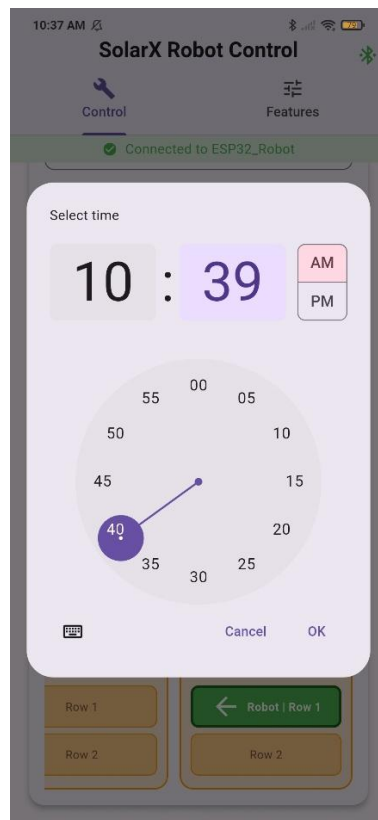 10:37 AM 79
SolarX Robot Control
Control Features
Connected to ESP32_Robot
Select time
10 : 39 AM
PM
00
55 05
50 10
45 15
40 20
35 25
30
Cancel OK
Row 1 Robot | Row 1
Row 2 Row 2